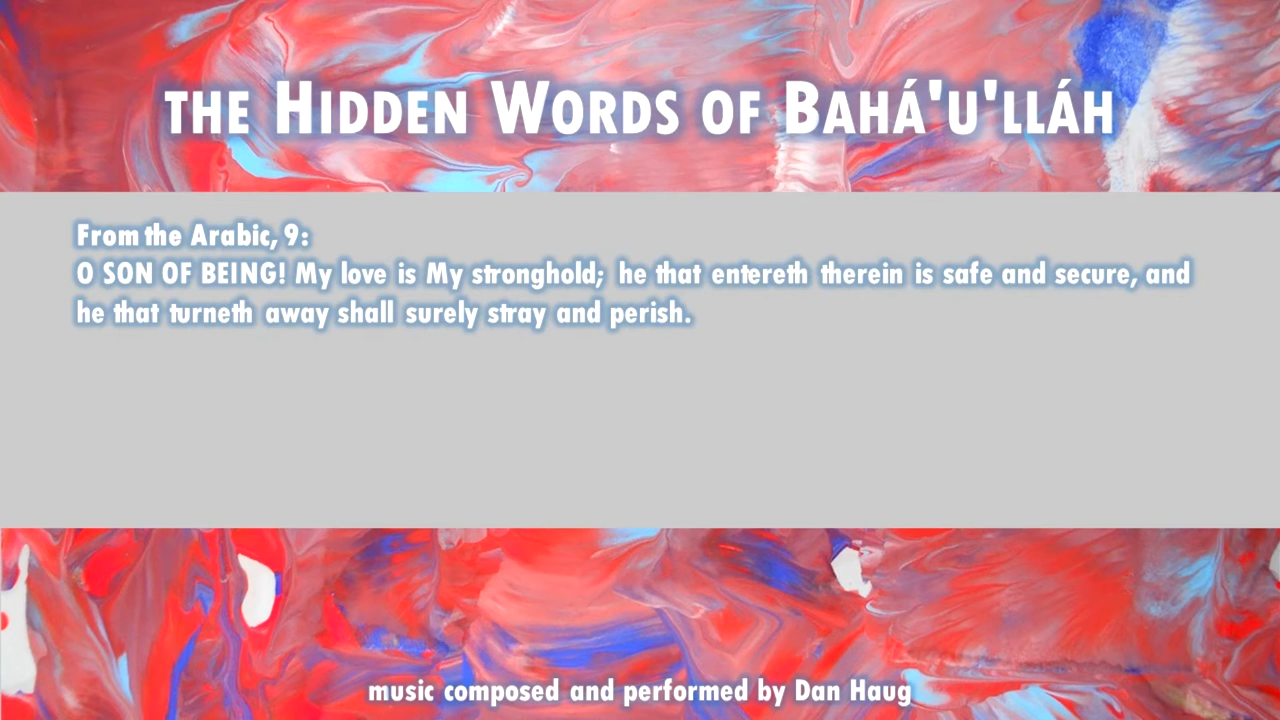 THE HIDDEN WORDS OF BAHÁ'U'LLÁH
From the Arabic, 9:
O SON OF BEING! My love is My stronghold; he that entereth therein is safe and secure, and
he that turneth away shall surely stray and perish.
music composed and performed by Dan Haug